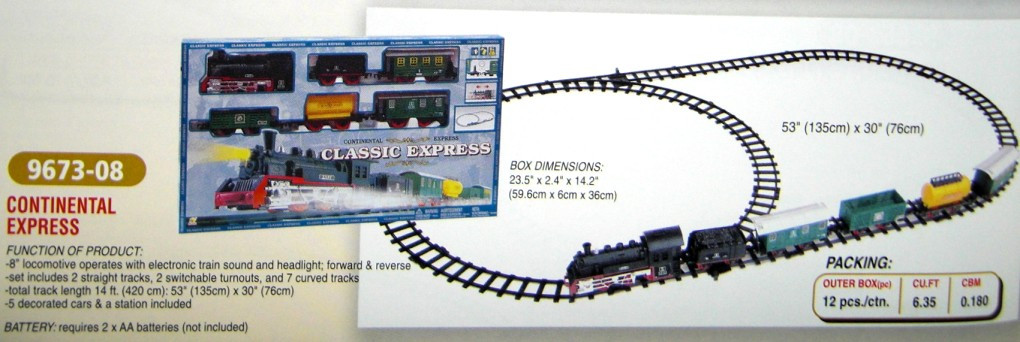 CLASSIC EXPRESS
CONTINENTAL EXPRESS
CLASSIC EXPRESS
9673-08
CONTINENTAL
EXPRESS
FUNCTION OF PRODUCT:
-8" locomotive operates with electronic train sound and headlight; forward & reverse
-set includes 2 straight tracks, 2 switchable turnouts, and 7 curved tracks
-total track length 14 ft. (420 cm): 53" (135cm) x 30" (76cm)
-5 decorated cars & a station included
BATTERY: requires 2 x AA batteries (not included)
BOX DIMENSIONS:
23.5" x 2.4" x 14.2"
(59.6cm x 6cm x 36cm)
53" (135cm) x 30" (76cm)
PACKING:
OUTER BOX(pc) CU.FT CBM
12 pcs./ctn. 6.35 0.180